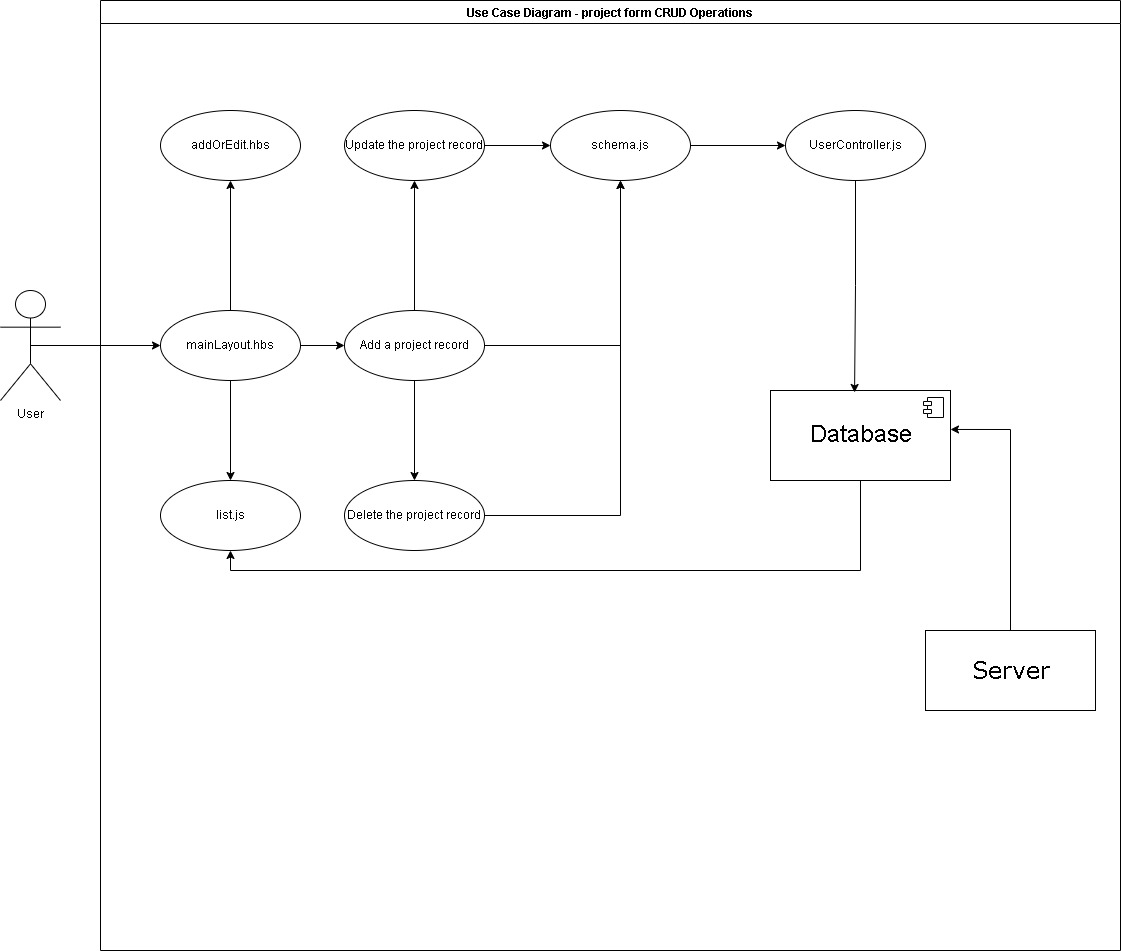 Use Case Diagram - project form CRUD Operations
addOrEdit.hbs
Update the project record
schema.js
UserController.js
mainLayout.hbs
Add a project record
User
Database
list.js
Delete the project record
Server